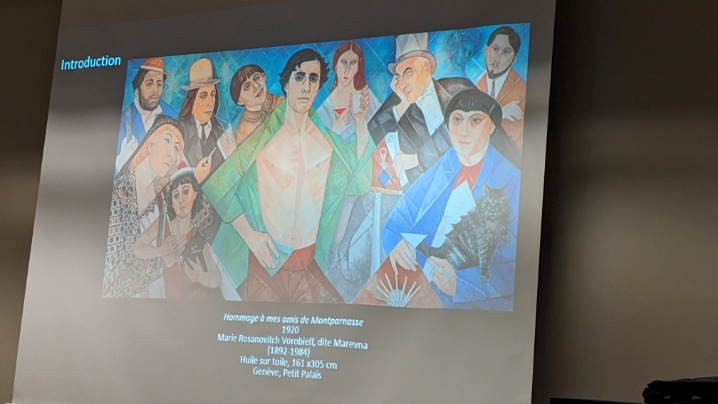 Introduction
Hommage à mes amis de Montparnasse
1920
Marie Rosanovitch Vorobieff, dite Marevna
(1892-1984)
Huile sur toile, 161 x305 cm
Genève, Petit Palais